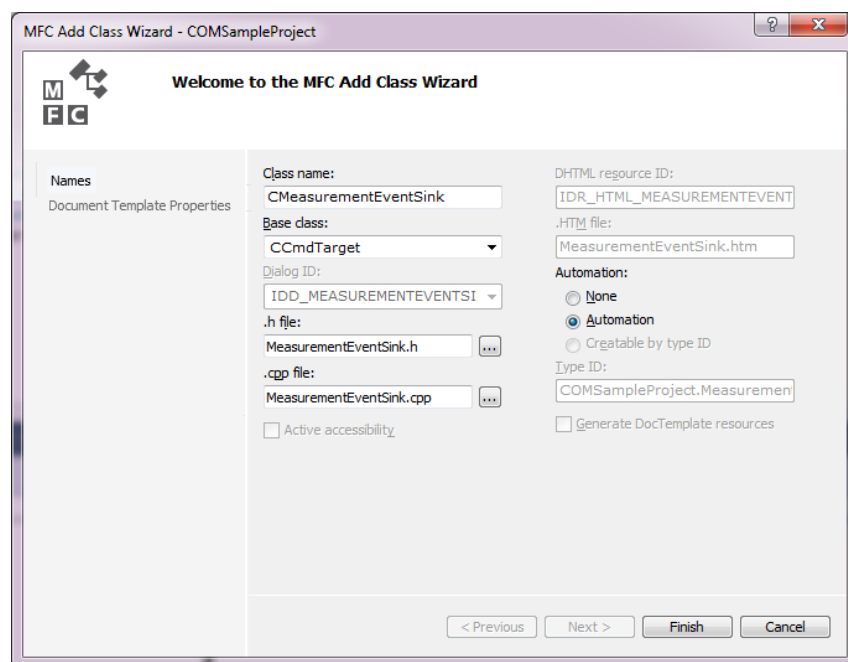 MFC Add Class Wizard - COMSampleProject
M
F C
Welcome to the MFC Add Class Wizard
Names
Document Template Properties
Class name:
CMeasurementEventSink
Base class:
CCmdTarget
Dialog ID:
IDD_MEASUREMENTEVENTSI
.h file:
MeasurementEventSink.h
...
.cpp file:
MeasurementEventSink.cpp
...
Active accessibility
DHTML resource ID:
IDR_HTML_MEASUREMENTEVENT
.HTM file:
MeasurementEventSink.htm
Automation:
None
Automation
Creatable by type ID
Type ID:
COMSampleProject.Measurement
Generate DocTemplate resources
< Previous
Next >
Finish
Cancel